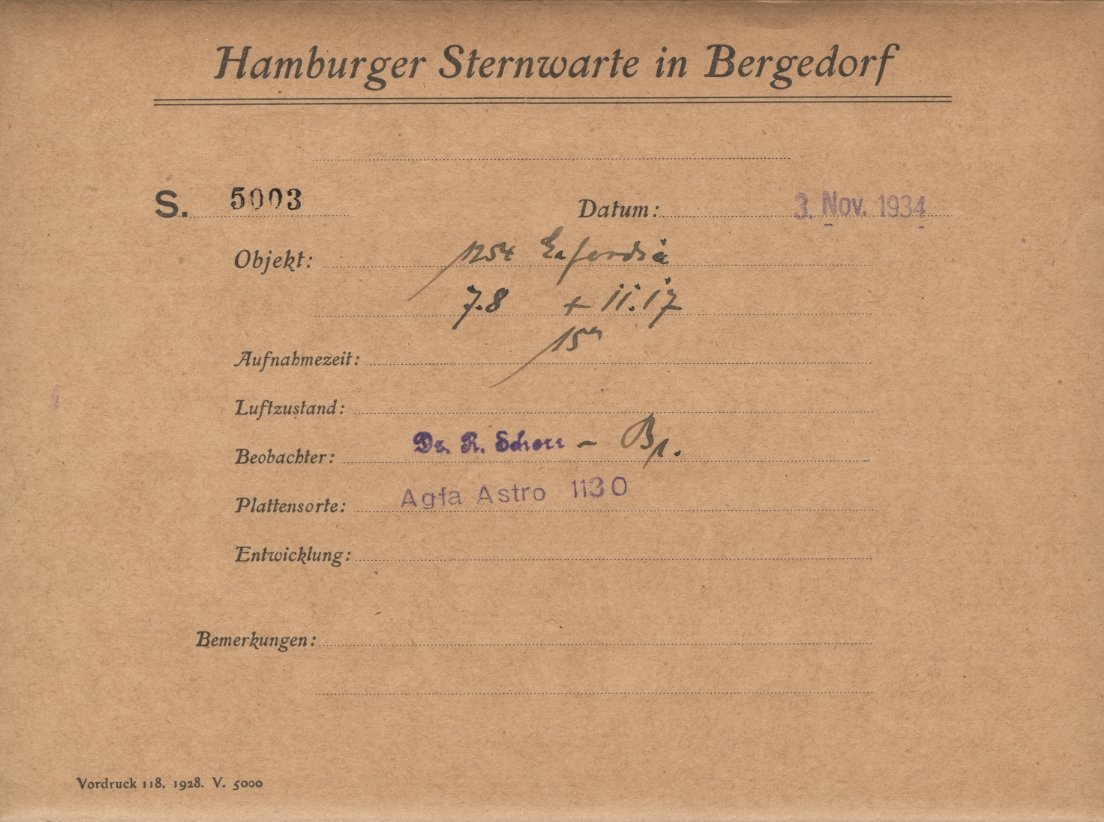 Hamburger Sternwarte in Bergedorf
S. 5003 Datum: 3. Nov. 1934
Objekt: 1254 Erfordia
7.8 + 11.17
Aufnahmezeit: 15m
Luftzustand:
Beobachter: Dr. R. Schorr –
Plattensorte: Agfa Astro 1130
Entwicklung:
Bemerkungen:
Vordruck 118. 1928. V. 5000